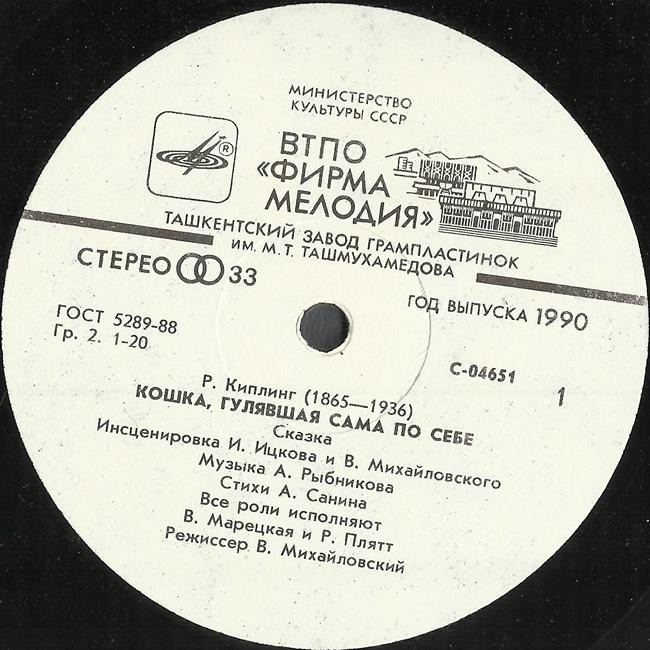 МИНИСТЕРСТВО
КУЛЬТУРЫ СССР
®
ВТПО
«ФИРМА
МЕЛОДИЯ»
ТАШКЕНТСКИЙ ЗАВОД ГРАМПЛАСТИНОК
ИМ. М. Т. ТАШМУХАМЕДОВА
СТЕРЕО 33
ГОД ВЫПУСКА 1990
ГОСТ 5289-88
Гр. 2. 1-20
С-04651
1
Р. Киплинг (1865—1936)
КОШКА, ГУЛЯВШАЯ САМА ПО СЕБЕ
Сказка
Инсценировка И. Ицкова и В. Михайловского
Музыка А. Рыбникова
Стихи А. Санина
Все роли исполняют
В. Марецкая и Р. Плятт
Режиссер В. Михайловский